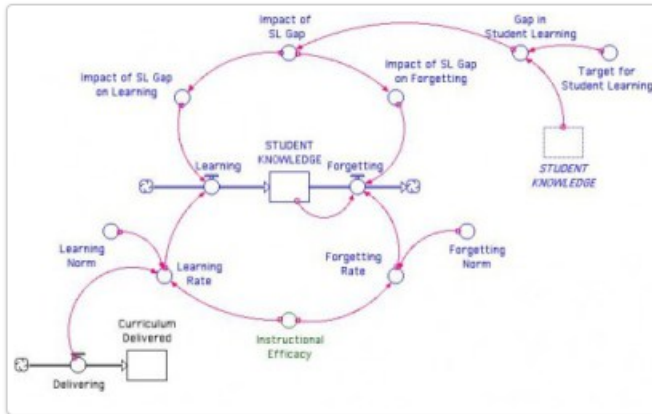 Impact of
SL Gap
Gap in
Student Learning
Impact of SL Gap
on Learning
Impact of SL Gap
on Forgetting
Target for
Student Learning
STUDENT
KNOWLEDGE
Learning
Forgetting
STUDENT
KNOWLEDGE
Learning
Norm
Learning
Rate
Forgetting
Rate
Forgetting
Norm
Curriculum
Delivered
Instructional
Efficacy
Delivering